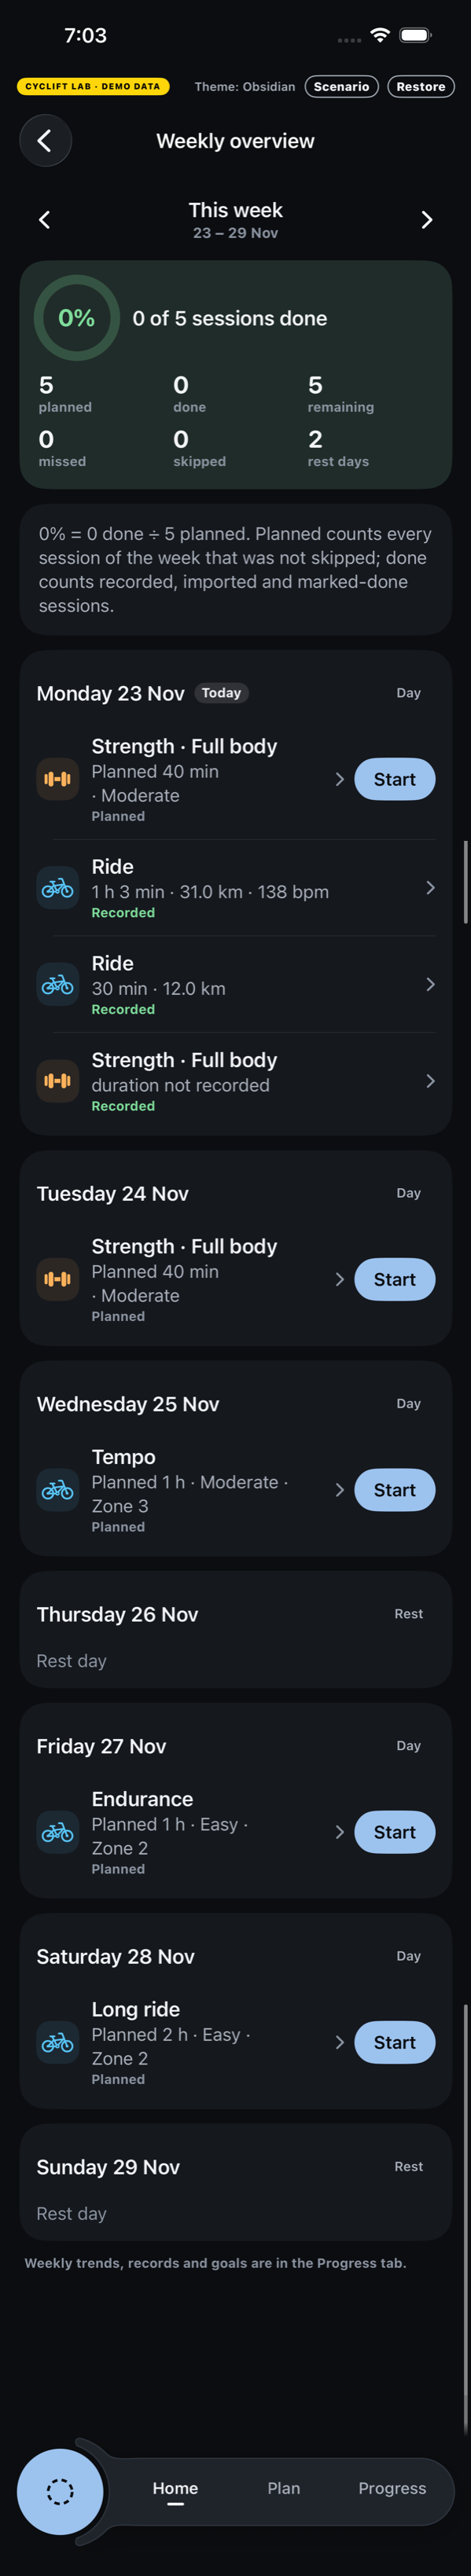 7:03
CYCLIFT LAB · DEMO DATA
Theme: Obsidian
Scenario
Restore
Weekly overview
This week
23 – 29 Nov
0%
0 of 5 sessions done
5
planned
0
done
5
remaining
0
missed
0
skipped
2
rest days
0% = 0 done ÷ 5 planned. Planned counts every
session of the week that was not skipped; done
counts recorded, imported and marked-done
sessions.
Monday 23 Nov
Today
Day
Strength · Full body
Planned 40 min
· Moderate
Planned
Start
Ride
1 h 3 min · 31.0 km · 138 bpm
Recorded
Ride
30 min · 12.0 km
Recorded
Strength · Full body
duration not recorded
Recorded
Tuesday 24 Nov
Day
Strength · Full body
Planned 40 min
· Moderate
Planned
Start
Wednesday 25 Nov
Day
Tempo
Planned 1 h · Moderate ·
Zone 3
Planned
Start
Thursday 26 Nov
Rest
Rest day
Friday 27 Nov
Day
Endurance
Planned 1 h · Easy ·
Zone 2
Planned
Start
Saturday 28 Nov
Day
Long ride
Planned 2 h · Easy ·
Zone 2
Planned
Start
Sunday 29 Nov
Rest
Rest day
Weekly trends, records and goals are in the Progress tab.
Home
Plan
Progress